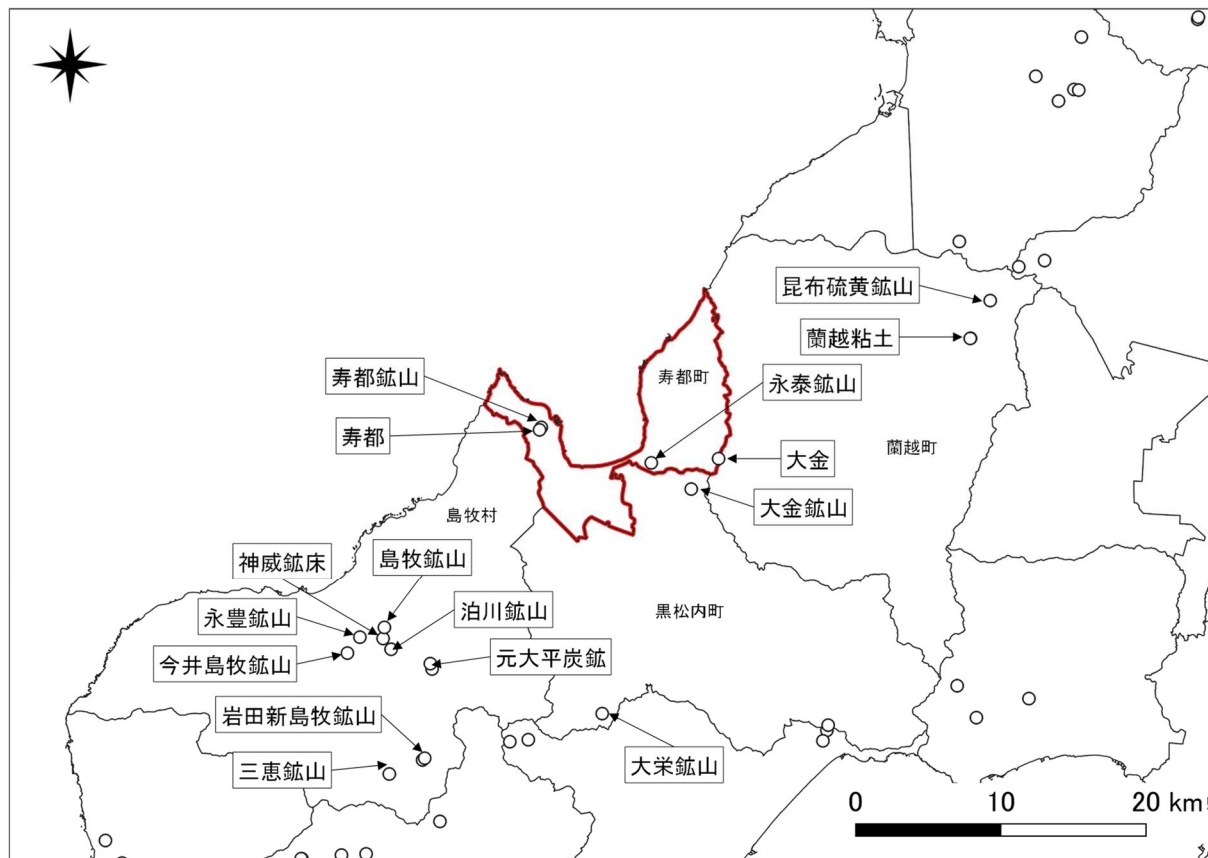 昆布硫黄鉱山
蘭越粘土
寿都鉱山
寿都町
永泰鉱山
寿都
蘭越町
大金
大金鉱山
島牧村
神威鉱床
島牧鉱山
黒松内町
永豊鉱山
泊川鉱山
今井島牧鉱山
元大平炭鉱
岩田新島牧鉱山
三恵鉱山
大栄鉱山
0 10 20 km